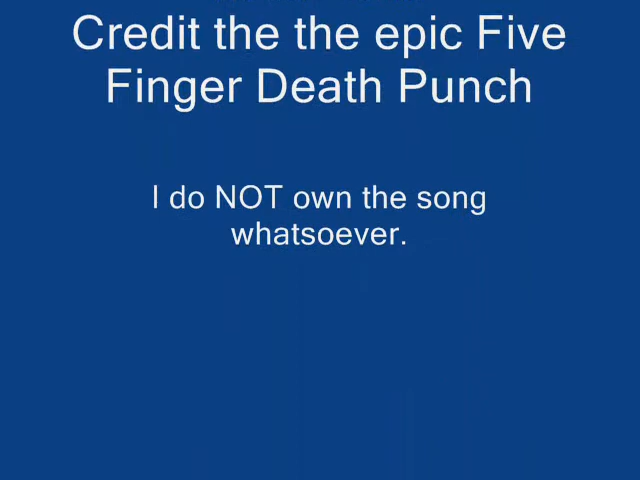 Credit the the epic Five
Finger Death Punch
I do NOT own the song
whatsoever.